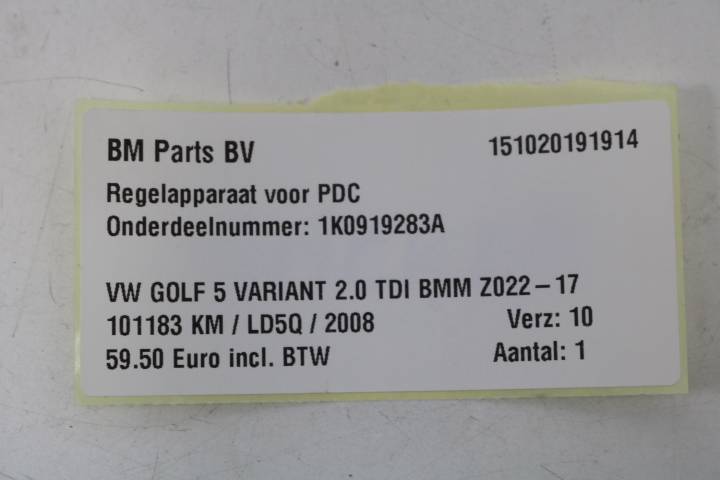 BM Parts BV 151020191914
Regelapparaat voor PDC
Onderdeelnummer: 1K0919283A
VW GOLF 5 VARIANT 2.0 TDI BMM Z022-17
101183 KM / LD5Q / 2008 Verz: 10
59.50 Euro incl. BTW Aantal: 1